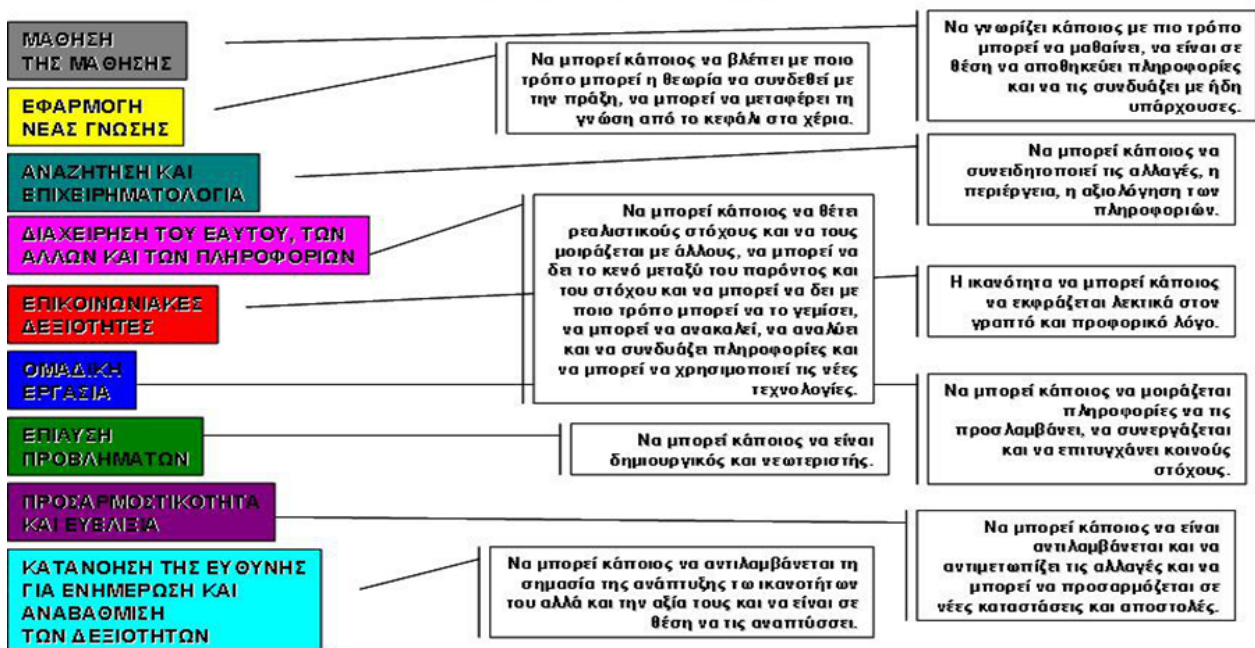 ΜΑΘΗΣΗ
ΤΗΣ ΜΑΘΗΣΗΣ
Να γνωρίζει κάποιος με πιο τρόπο
μπορεί να μαθαίνει, να είναι σε
θέση να αποθηκεύει πληροφορίες
και να τις συνδυάζει με ήδη
υπάρχουσες.
ΕΦΑΡΜΟΓΗ
ΝΕΑΣ ΓΝΩΣΗΣ
Να μπορεί κάποιος να βλέπει με ποιο
τρόπο μπορεί η θεωρία να συνδεθεί με
την πράξη, να μπορεί να μεταφέρει τη
γνώση από το κεφάλι στα χέρια.
ΑΝΑΖΗΤΗΣΗ ΚΑΙ
ΕΠΙΧΕΙΡΗΜΑΤΟΛΟΓΙΑ
Να μπορεί κάποιος να
συνειδητοποιεί τις αλλαγές, η
περιέργεια, η αξιολόγηση των
πληροφοριών.
ΔΙΑΧΕΙΡΗΣΗ ΤΟΥ ΕΑΥΤΟΥ, ΤΩΝ
ΑΛΛΩΝ ΚΑΙ ΤΩΝ ΠΛΗΡΟΦΟΡΙΩΝ
Να μπορεί κάποιος να θέτει
ρεαλιστικούς στόχους και να τους
μοιράζεται με άλλους, να μπορεί να
δει το κενό μεταξύ του παρόντος και
του στόχου και να μπορεί να δει με
ποιο τρόπο μπορεί να το γεμίσει,
να μπορεί να ανακαλεί, να αναλύει
και να συνδυάζει πληροφορίες και
να μπορεί να χρησιμοποιεί τις νέες
τεχνολογίες.
ΕΠΙΚΟΙΝΩΝΙΑΚΕΣ
ΔΕΞΙΟΤΗΤΕΣ
Η ικανότητα να μπορεί κάποιος
να εκφράζεται λεκτικά στον
γραπτό και προφορικό λόγο.
ΟΜΑΔΙΚΗ
ΕΡΓΑΣΙΑ
Να μπορεί κάποιος να μοιράζεται
πληροφορίες να τις
προσλαμβάνει, να συνεργάζεται
και να επιτυγχάνει κοινούς
στόχους.
ΕΠΙΛΥΣΗ
ΠΡΟΒΛΗΜΑΤΩΝ
Να μπορεί κάποιος να είναι
δημιουργικός και νεωτεριστής.
ΠΡΟΣΑΡΜΟΣΤΙΚΟΤΗΤΑ
ΚΑΙ ΕΥΕΛΙΞΙΑ
Να μπορεί κάποιος να είναι
αντιλαμβάνεται και να
αντιμετωπίζει τις αλλαγές και να
μπορεί να προσαρμόζεται σε
νέες καταστάσεις και αποστολές.
ΚΑΤΑΝΟΗΣΗ ΤΗΣ ΕΥΘΥΝΗΣ
ΓΙΑ ΕΝΗΜΕΡΩΣΗ ΚΑΙ
ΑΝΑΒΑΘΜΙΣΗ
ΤΩΝ ΔΕΞΙΟΤΗΤΩΝ
Να μπορεί κάποιος να αντιλαμβάνεται τη
σημασία της ανάπτυξης τω ικανοτήτων
του αλλά και την αξία τους και να είναι σε
θέση να τις αναπτύσσει.